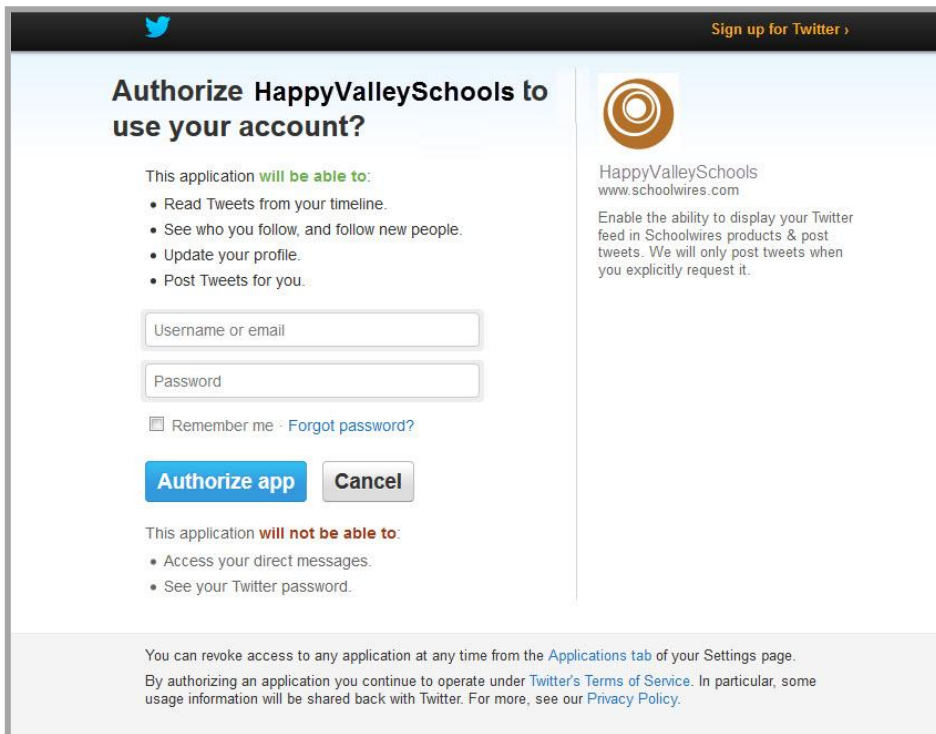 Sign up for Twitter ›
Authorize HappyValleySchools to
use your account?
This application will be able to:
• Read Tweets from your timeline.
• See who you follow, and follow new people.
• Update your profile.
• Post Tweets for you.
Username or email
Password
Remember me · Forgot password?
Authorize app Cancel
This application will not be able to:
• Access your direct messages.
• See your Twitter password.
HappyValleySchools
www.schoolwires.com
Enable the ability to display your Twitter
feed in Schoolwires products & post
tweets. We will only post tweets when
you explicitly request it.
You can revoke access to any application at any time from the Applications tab of your Settings page.
By authorizing an application you continue to operate under Twitter's Terms of Service. In particular, some
usage information will be shared back with Twitter. For more, see our Privacy Policy.